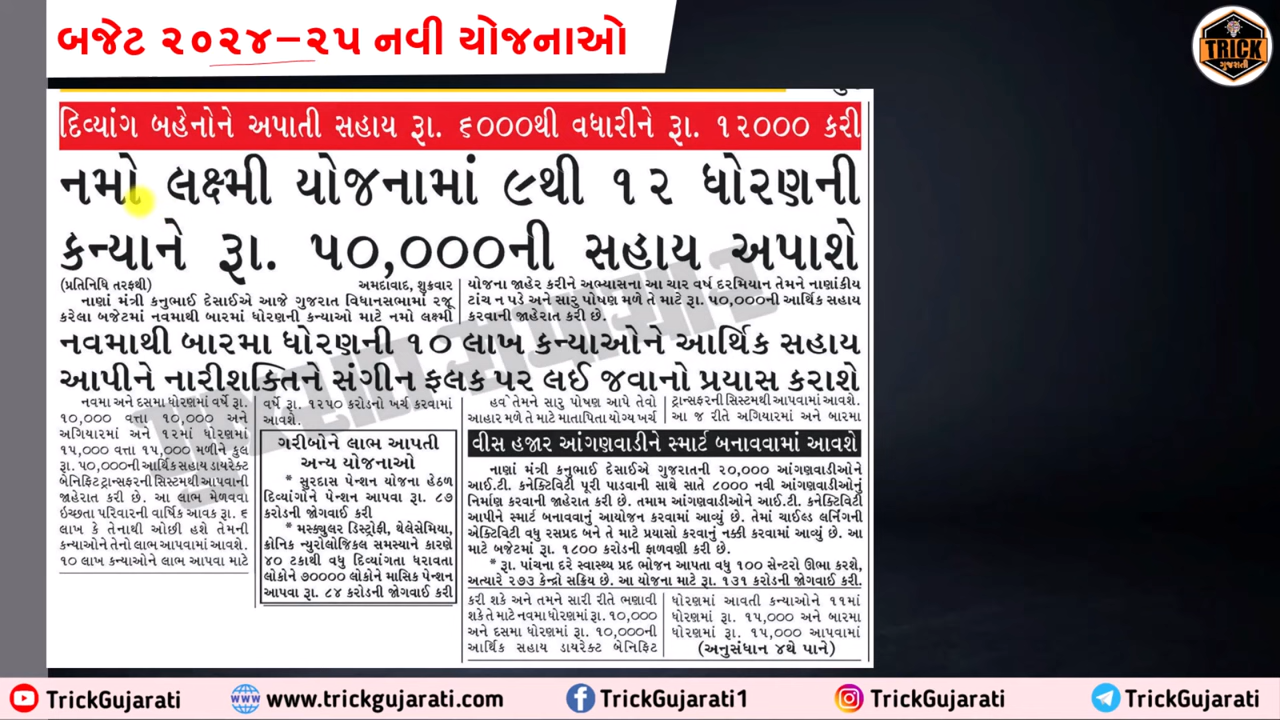 બજેટ ૨૦૨૪–૨૫ નવી યોજનાઓ
TRICK
ગુજરાતી
દિવ્યાંગ બહેનોને અપાતી સહાય રૂા. ૬૦૦૦થી વધારીને રૂા. ૧૨૦૦૦ કરી
નમો લક્ષ્મી યોજનામાં ૯થી ૧૨ ધોરણની
કન્યાને રૂા. ૫૦,૦૦૦ની સહાય અપાશે
(પ્રતિનિધિ તરફથી) અમદાવાદ, શુક્રવાર
નાણાં મંત્રી કનુભાઈ દેસાઈએ આજે ગુજરાત વિધાનસભામાં રજૂ
કરેલા બજેટમાં નવમાથી બારમાં ધોરણની કન્યાઓ માટે નમો લક્ષ્મી
યોજના જાહેર કરીને અભ્યાસના આ ચાર વર્ષ દરમિયાન તેમને નાણાંકીય
ટાંચ ન પડે અને સારુ પોષણ મળે તે માટે રૂા. ૫૦,૦૦૦ની આર્થિક સહાય
કરવાની જાહેરાત કરી છે.
નવમાથી બારમા ધોરણની ૧૦ લાખ કન્યાઓને આર્થિક સહાય
આપીને નારીશક્તિને સંગીન ફલક પર લઈ જવાનો પ્રયાસ કરાશે
નવમા અને દસમા ધોરણમાં વર્ષે રૂા.
૧૦,૦૦૦ વત્તા ૧૦,૦૦૦ અને
અગિયારમાં અને ૧૨માં ધોરણમાં
૧૫,૦૦૦ વત્તા ૧૫,૦૦૦ મળીને કુલ
રૂા. ૫૦,૦૦૦ની આર્થિક સહાય ડાયરેક્ટ
બેનિફિટ ટ્રાન્સફરની સિસ્ટમથી આપવાની
જાહેરાત કરી છે. આ લાભ મેળવવા
ઇચ્છતા પરિવારની વાર્ષિક આવક રૂા. ૬
લાખ કે તેનાથી ઓછી હશે તેમની
કન્યાઓને તેનો લાભ આપવામાં આવશે.
૧૦ લાખ કન્યાઓને લાભ આપવા માટે
વર્ષે રૂા. ૧૨૫૦ કરોડનો ખર્ચ કરવામાં
આવશે.
ગરીબોને લાભ આપતી
અન્ય યોજનાઓ
* સુરદાસ પેન્શન યોજના હેઠળ
દિવ્યાંગોને પેન્શન આપવા રૂા. ૮૭
કરોડની જોગવાઈ કરી
* મસ્ક્યુલર ડિસ્ટ્રોફી, થેલેસેમિયા,
ક્રોનિક ન્યુરોલોજિકલ સમસ્યાને કારણે
૪૦ ટકાથી વધુ દિવ્યાંગતા ધરાવતા
લોકોને ૭૦૦૦૦ લોકોને માસિક પેન્શન
આપવા રૂા. ૮૪ કરોડની જોગવાઈ કરી
હવે તેમને સારુ પોષણ આપે તેવો
આહાર મળે તે માટે માતાપિતા યોગ્ય ખર્ચ
ટ્રાન્સફરની સિસ્ટમથી આપવામાં આવશે.
આ જ રીતે અગિયારમાં અને બારમા
વીસ હજાર આંગણવાડીને સ્માર્ટ બનાવવામાં આવશે
નાણાં મંત્રી કનુભાઈ દેસાઈએ ગુજરાતની ૨૦,૦૦૦ આંગણવાડીઓને
આઈ.ટી. કનેક્ટિવિટી પૂરી પાડવાની સાથે સાતે ૮૦૦૦ નવી આંગણવાડીઓનું
નિર્માણ કરવાની જાહેરાત કરી છે. તમામ આંગણવાડીઓને આઈ.ટી. કનેક્ટિવિટી
આપીને સ્માર્ટ બનાવવાનું આયોજન કરવામાં આવ્યું છે. તેમાં ચાઈલ્ડ લર્નિંગની
એક્ટિવિટી વધુ રસપ્રદ બને તે માટે પ્રયાસો કરવાનું નક્કી કરવામાં આવ્યું છે. આ
માટે બજેટમાં રૂા. ૧૮૦૦ કરોડની ફાળવણી કરી છે.
* રૂા. પાંચના દરે સ્વાસ્થ્ય પ્રદ ભોજન આપતા વધુ ૧૦૦ સેન્ટરો ઊભા કરશે,
અત્યારે ૨૭૩ કેન્દ્રો સક્રિય છે. આ યોજના માટે રૂા. ૧૩૧ કરોડની જોગવાઈ કરી.
કરી શકે અને તમને સારી રીતે ભણાવી
શકે તે માટે નવમા ધોરણમાં રૂા. ૧૦,૦૦૦
અને દસમા ધોરણમાં રૂા. ૧૦,૦૦૦ની
આર્થિક સહાય ડાયરેક્ટ બેનિફિટ
ધોરણમાં આવતી કન્યાઓને ૧૧માં
ધોરણમાં રૂા. ૧૫,૦૦૦ અને બારમા
ધોરણમાં રૂા. ૧૫,૦૦૦ આપવામાં
(અનુસંધાન ૪થે પાને)
ગુજરાત સમાચાર
TrickGujarati
www.trickgujarati.com
TrickGujarati1
TrickGujarati
TrickGujarati